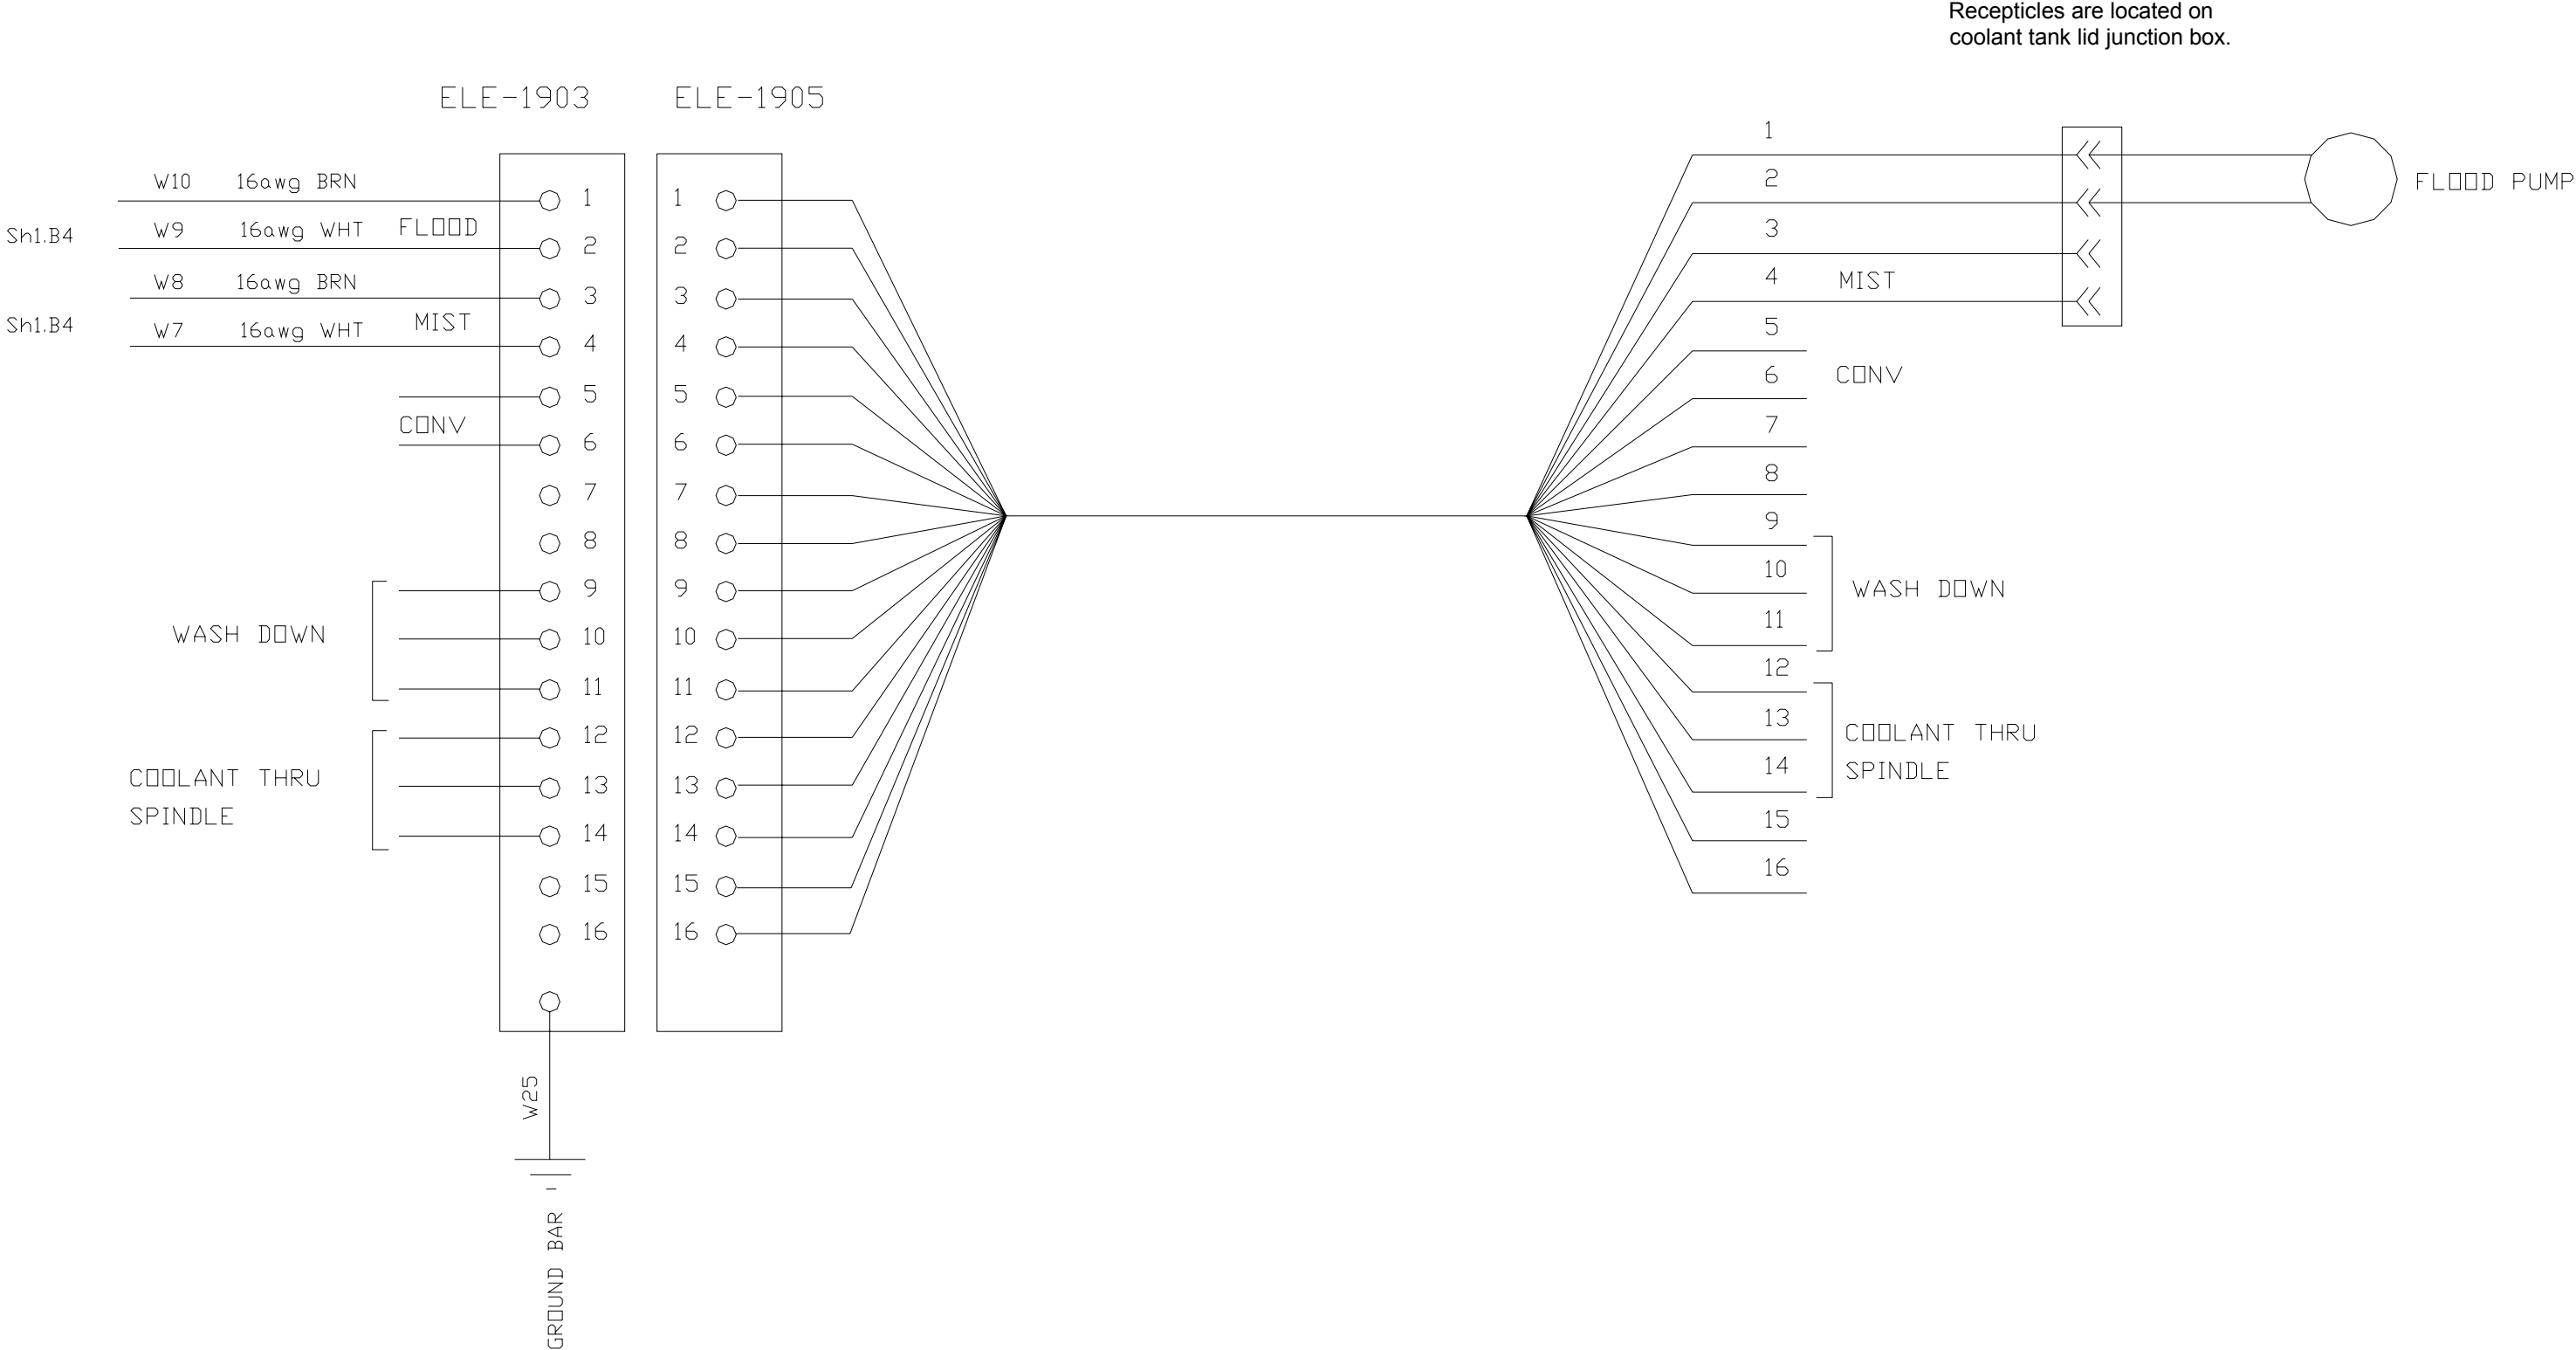 Recepticles are located on
coolant tank lid junction box.
ELE-1903
ELE-1905
W10 16awg BRN
Sh1.B4 W9 16awg WHT FLOOD
W8 16awg BRN
Sh1.B4 W7 16awg WHT MIST
CONV
WASH DOWN
COOLANT THRU
SPINDLE
1
2
3
4
5
6
7
8
9
10
11
12
13
14
15
16
W25
GROUND BAR
1
2
3
4
5
6
7
8
9
10
11
12
13
14
15
16
1
2
3
4 MIST
5
6 CONV
7
8
9
10
11
12
13
14
15
16
WASH DOWN
COOLANT THRU
SPINDLE
FLOOD PUMP